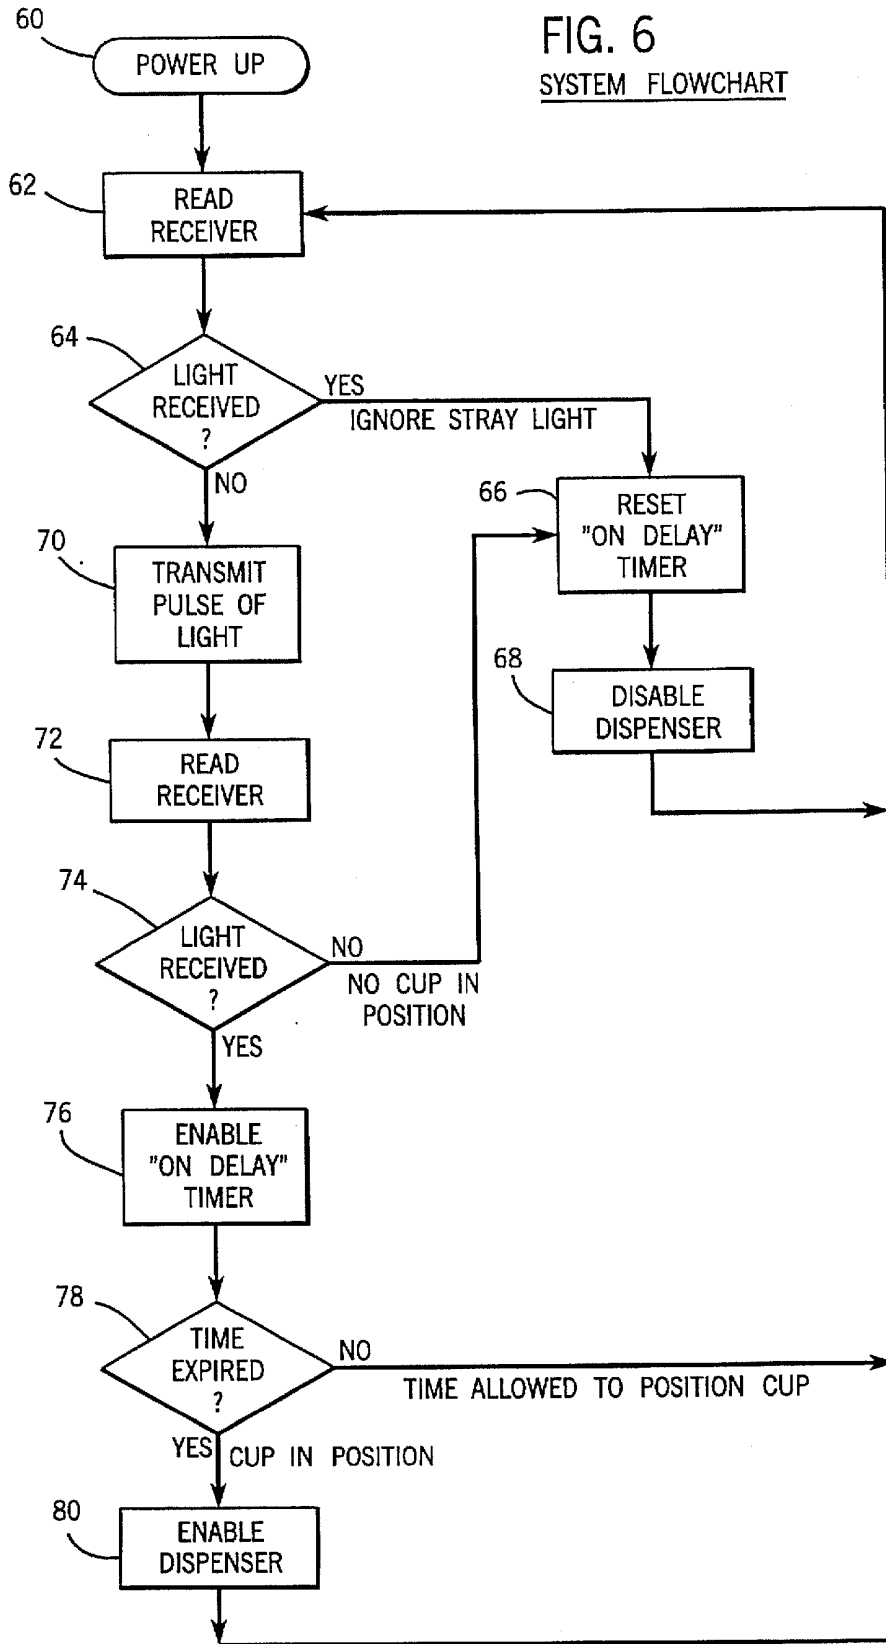 60
POWER UP
FIG. 6
SYSTEM FLOWCHART
62
READ
RECEIVER
64
LIGHT
RECEIVED
?
YES
IGNORE STRAY LIGHT
NO
66
RESET
"ON DELAY"
TIMER
70
TRANSMIT
PULSE OF
LIGHT
68
DISABLE
DISPENSER
72
READ
RECEIVER
74
LIGHT
RECEIVED
?
NO
NO CUP IN
POSITION
YES
76
ENABLE
"ON DELAY"
TIMER
78
TIME
EXPIRED
?
NO
TIME ALLOWED TO POSITION CUP
YES
CUP IN POSITION
80
ENABLE
DISPENSER